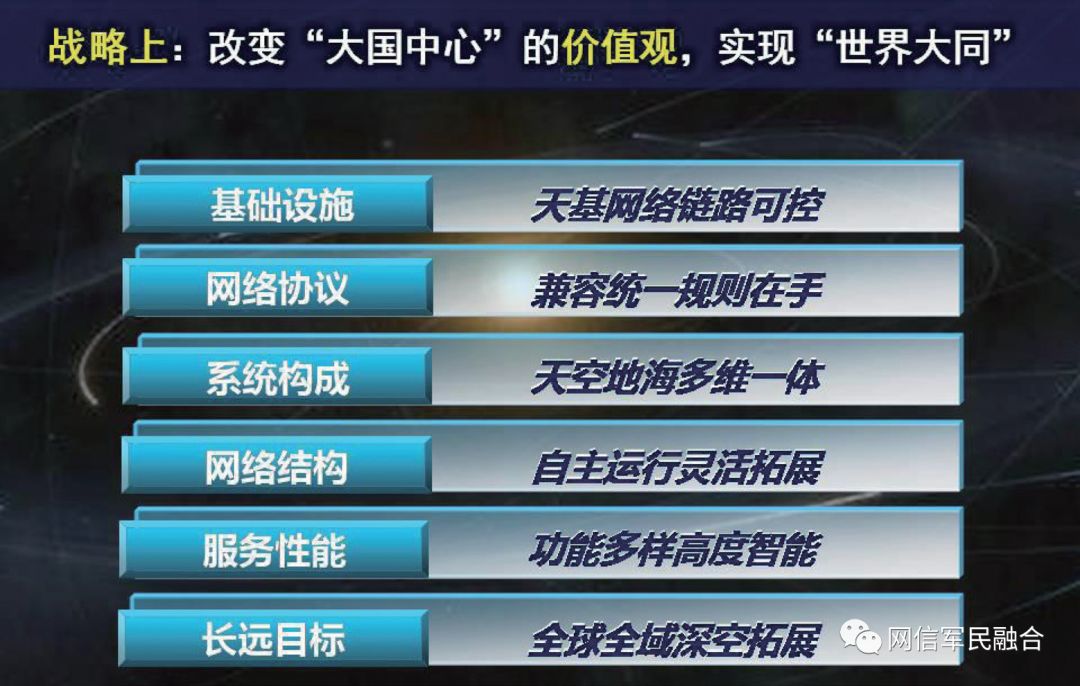 战略上：改变“大国中心”的价值观，实现“世界大同”
基础设施 天基网络链路可控
网络协议 兼容统一规则在手
系统构成 天空地海多维一体
网络结构 自主运行灵活拓展
服务性能 功能多样高度智能
长远目标 全球全域深空拓展
网信军民融合